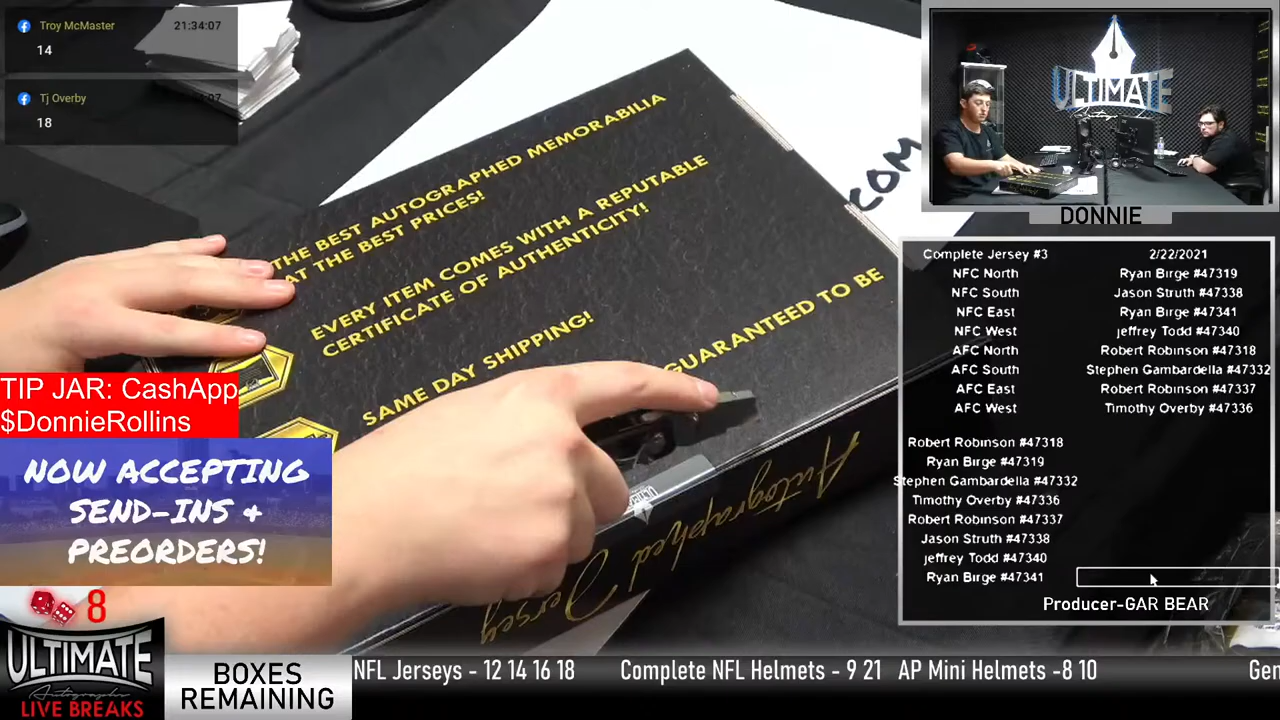 Troy McMaster 21:34:07
14
Tj Overby
18
THE BEST AUTOGRAPHED MEMORABILIA
AT THE BEST PRICES!
EVERY ITEM COMES WITH A REPUTABLE
CERTIFICATE OF AUTHENTICITY!
SAME DAY SHIPPING!
GUARANTEED TO BE
Autographed Jersey
COM
ULTIMATE
DONNIE
Complete Jersey #3 2/22/2021
NFC North Ryan Birge #47319
NFC South Jason Struth #47338
NFC East Ryan Birge #47341
NFC West jeffrey Todd #47340
AFC North Robert Robinson #47318
AFC South Stephen Gambardella #47332
AFC East Robert Robinson #47337
AFC West Timothy Overby #47336
Robert Robinson #47318
Ryan Birge #47319
Stephen Gambardella #47332
Timothy Overby #47336
Robert Robinson #47337
Jason Struth #47338
jeffrey Todd #47340
Ryan Birge #47341
Producer-GAR BEAR
TIP JAR: CashApp
$DonnieRollins
NOW ACCEPTING
SEND-INS &
PREORDERS!
8
ULTIMATE
Autographs
LIVE BREAKS
BOXES
REMAINING
NFL Jerseys - 12 14 16 18 Complete NFL Helmets - 9 21 AP Mini Helmets -8 10 Gen